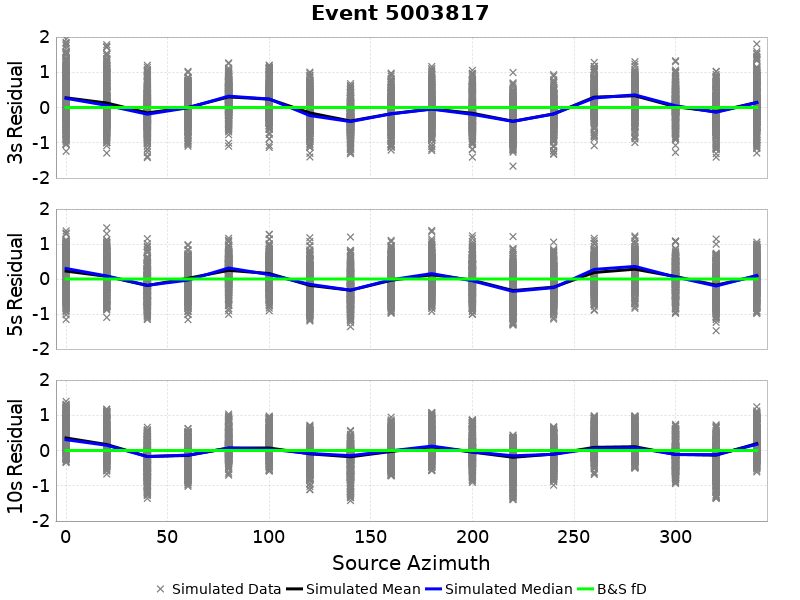 Event 5003817
3s Residual
2
1
0
-1
-2
5s Residual
2
1
0
-1
-2
10s Residual
2
1
0
-1
-2
0 50 100 150 200 250 300
Source Azimuth
Simulated Data Simulated Mean Simulated Median B&S fD